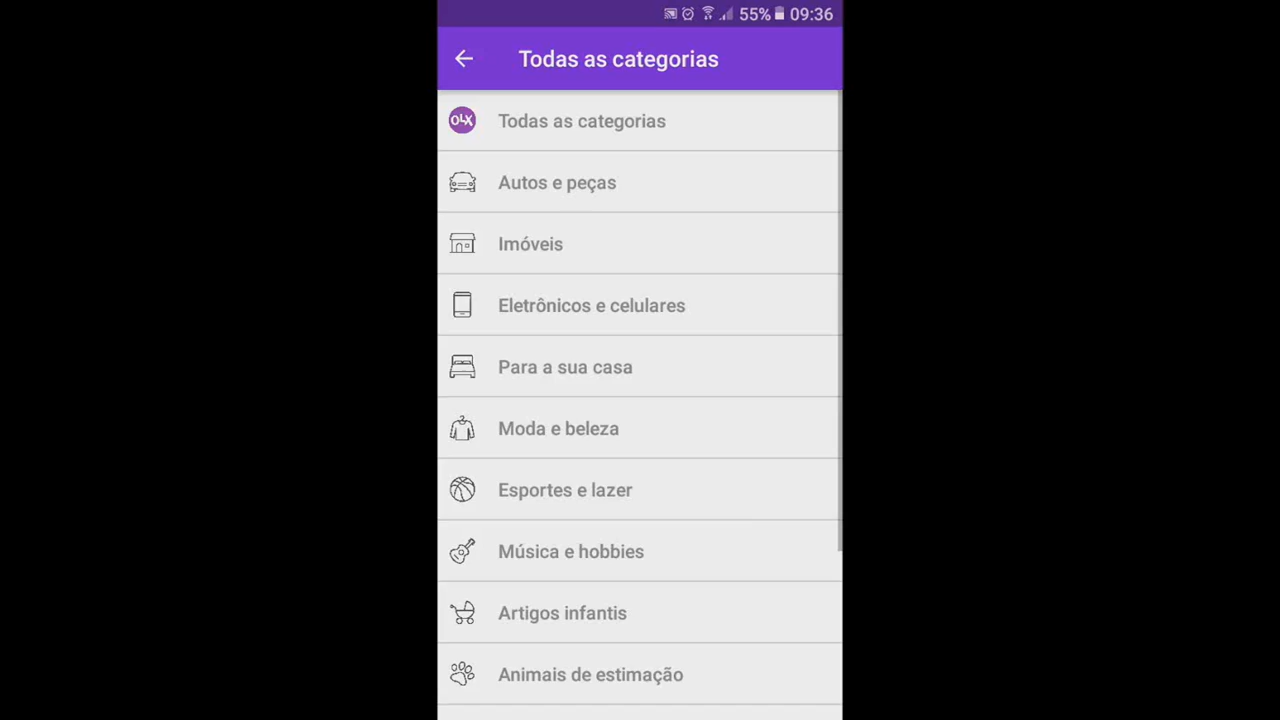 55% 09:36
Todas as categorias
OLX Todas as categorias
Autos e peças
Imóveis
Eletrônicos e celulares
Para a sua casa
Moda e beleza
Esportes e lazer
Música e hobbies
Artigos infantis
Animais de estimação